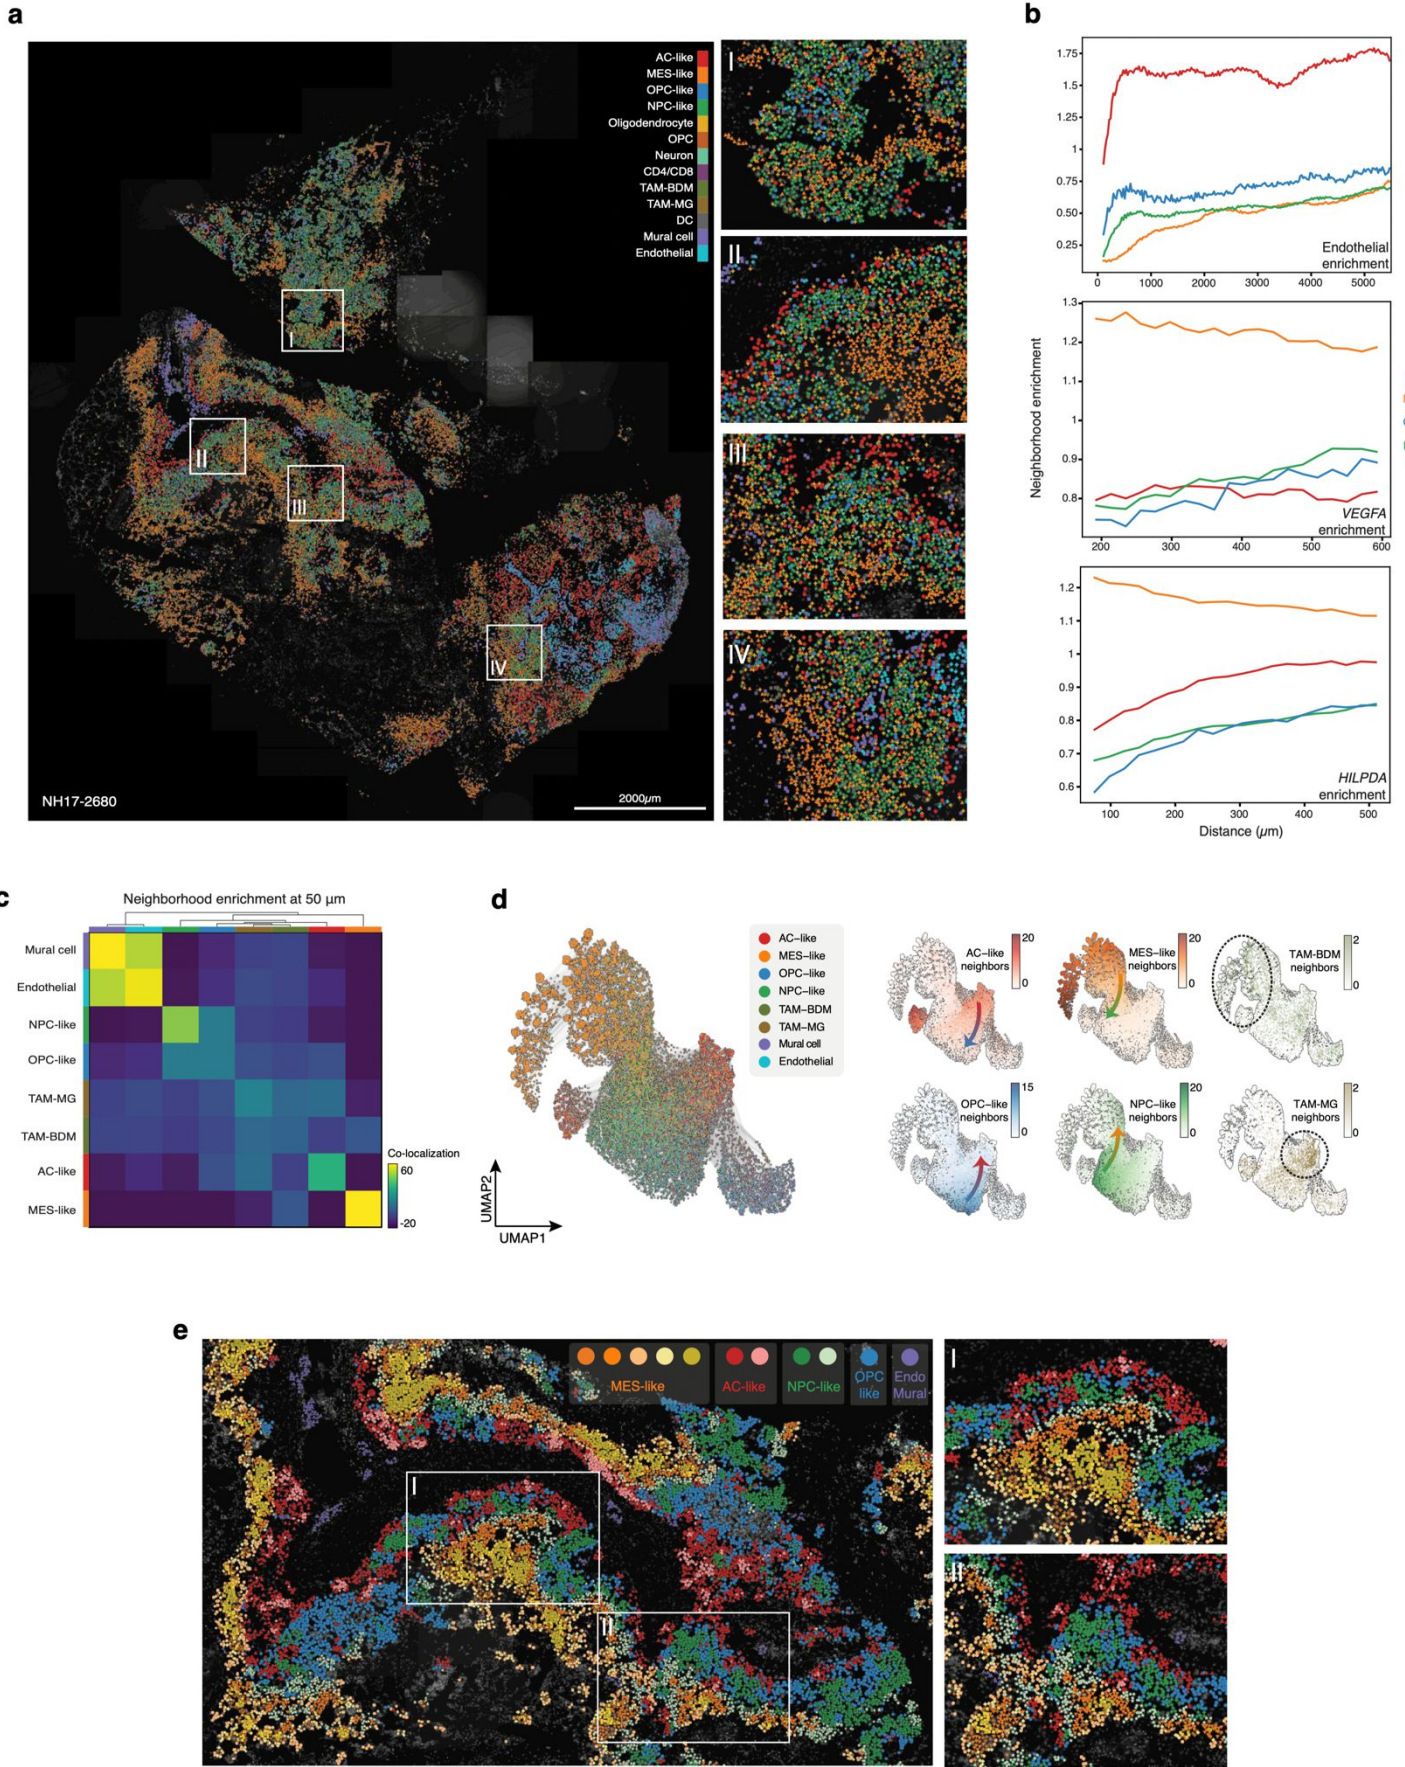 a
AC-like
MES-like
OPC-like
NPC-like
Oligodendrocyte
OPC
Neuron
CD4/CD8
TAM-BDM
TAM-MG
DC
Mural cell
Endothelial
I
II
III
IV
NH17-2680
2000µm
I
II
III
IV
b
Neighborhood enrichment
1.75
1.5
1.25
1
0.75
0.50
0.25
Endothelial
enrichment
0 1000 2000 3000 4000 5000
1.3
1.2
1.1
1
0.9
0.8
VEGFA
enrichment
200 300 400 500 600
1.2
1.1
1
0.9
0.8
0.7
0.6
HILPDA
enrichment
100 200 300 400 500
Distance (µm)
c
Neighborhood enrichment at 50 µm
Mural cell
Endothelial
NPC-like
OPC-like
TAM-MG
TAM-BDM
AC-like
MES-like
Co-localization
60
-20
d
AC–like
MES–like
OPC–like
NPC–like
TAM–BDM
TAM–MG
Mural cell
Endothelial
UMAP2
UMAP1
AC-like
neighbors
20
0
MES-like
neighbors
20
0
TAM-BDM
neighbors
2
0
OPC-like
neighbors
15
0
NPC-like
neighbors
20
0
TAM-MG
neighbors
2
0
e
MES-like
AC-like
NPC-like
OPC
like
Endo
Mural
I
II
I
II